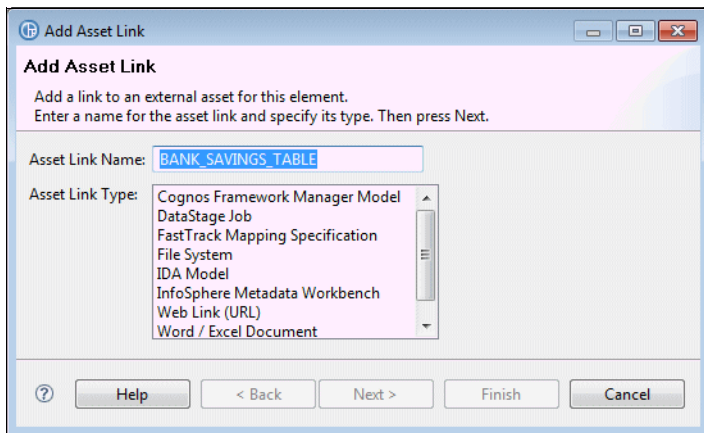 Add Asset Link
Add Asset Link
Add a link to an external asset for this element.
Enter a name for the asset link and specify its type. Then press Next.
Asset Link Name: BANK_SAVINGS_TABLE
Asset Link Type:
Cognos Framework Manager Model
DataStage Job
FastTrack Mapping Specification
File System
IDA Model
InfoSphere Metadata Workbench
Web Link (URL)
Word / Excel Document
? Help < Back Next > Finish Cancel